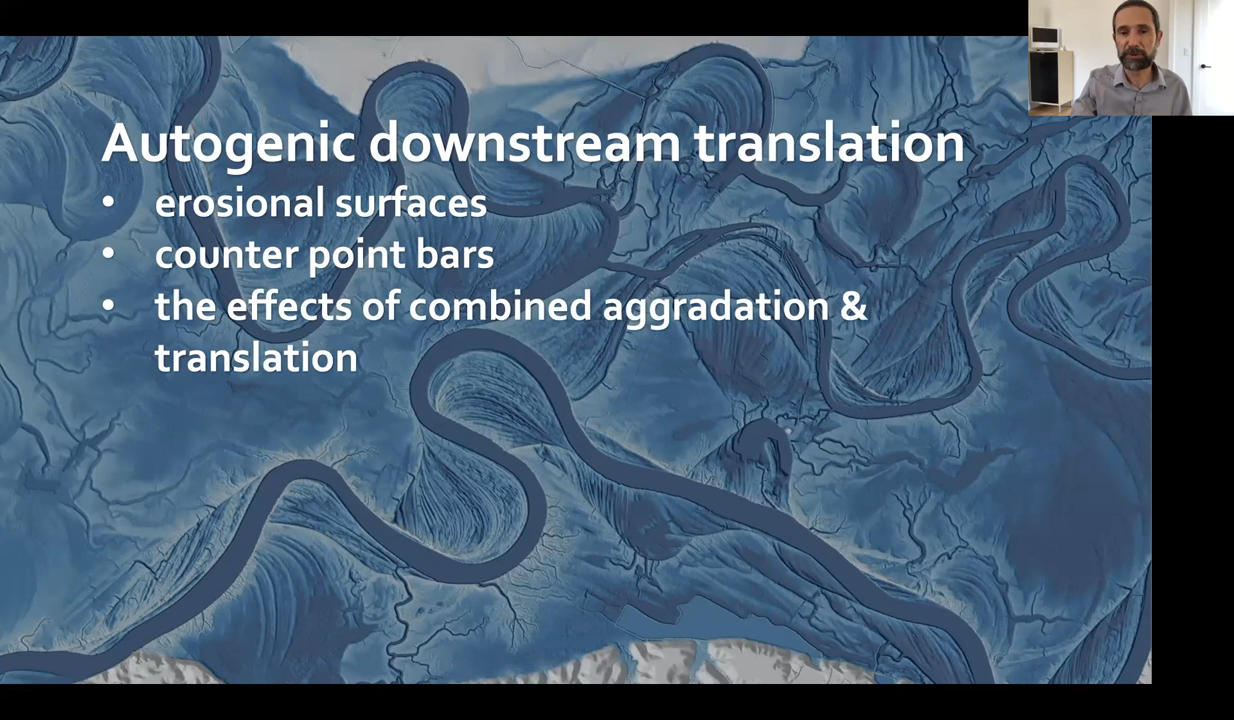 Autogenic downstream translation
• erosional surfaces
• counter point bars
• the effects of combined aggradation &
translation